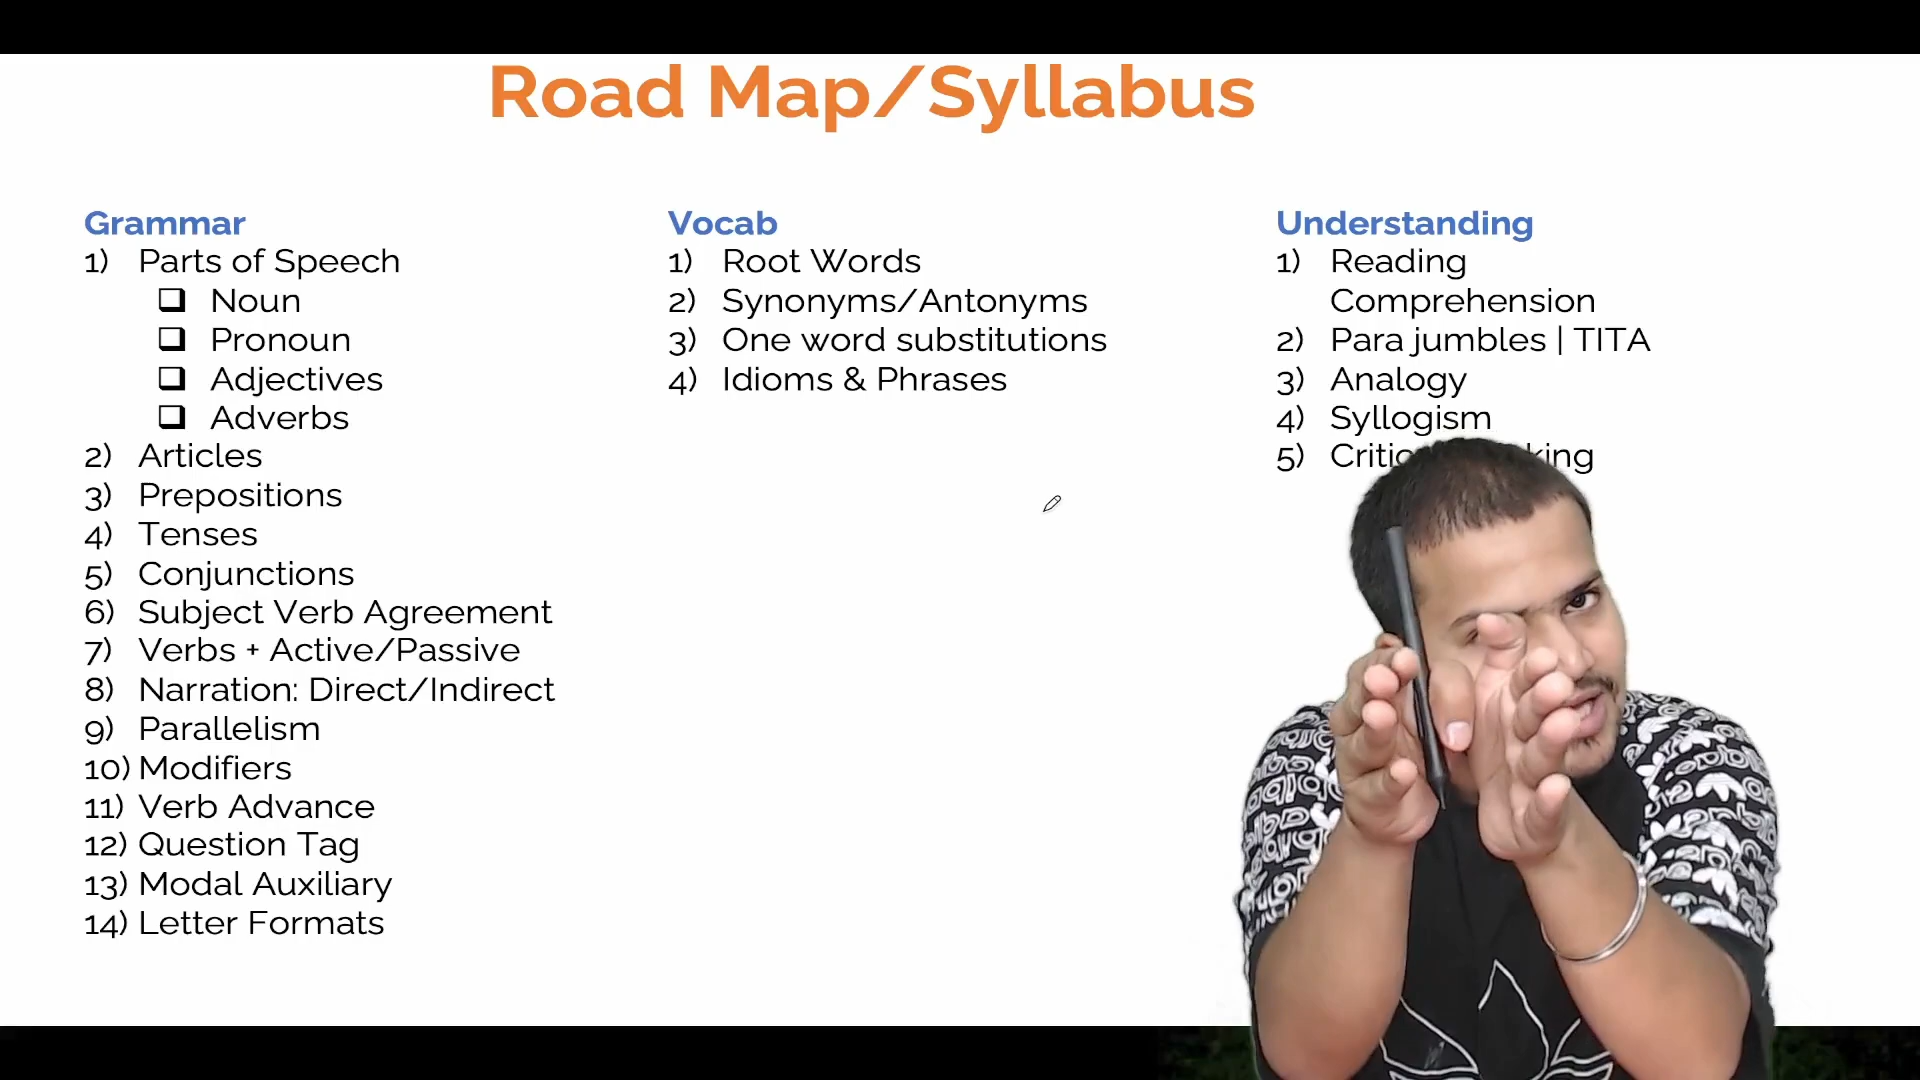 Road Map/Syllabus
Grammar
1) Parts of Speech
❑ Noun
❑ Pronoun
❑ Adjectives
❑ Adverbs
2) Articles
3) Prepositions
4) Tenses
5) Conjunctions
6) Subject Verb Agreement
7) Verbs + Active/Passive
8) Narration: Direct/Indirect
9) Parallelism
10) Modifiers
11) Verb Advance
12) Question Tag
13) Modal Auxiliary
14) Letter Formats
Vocab
1) Root Words
2) Synonyms/Antonyms
3) One word substitutions
4) Idioms & Phrases
Understanding
1) Reading
Comprehension
2) Para jumbles | TITA
3) Analogy
4) Syllogism
5)